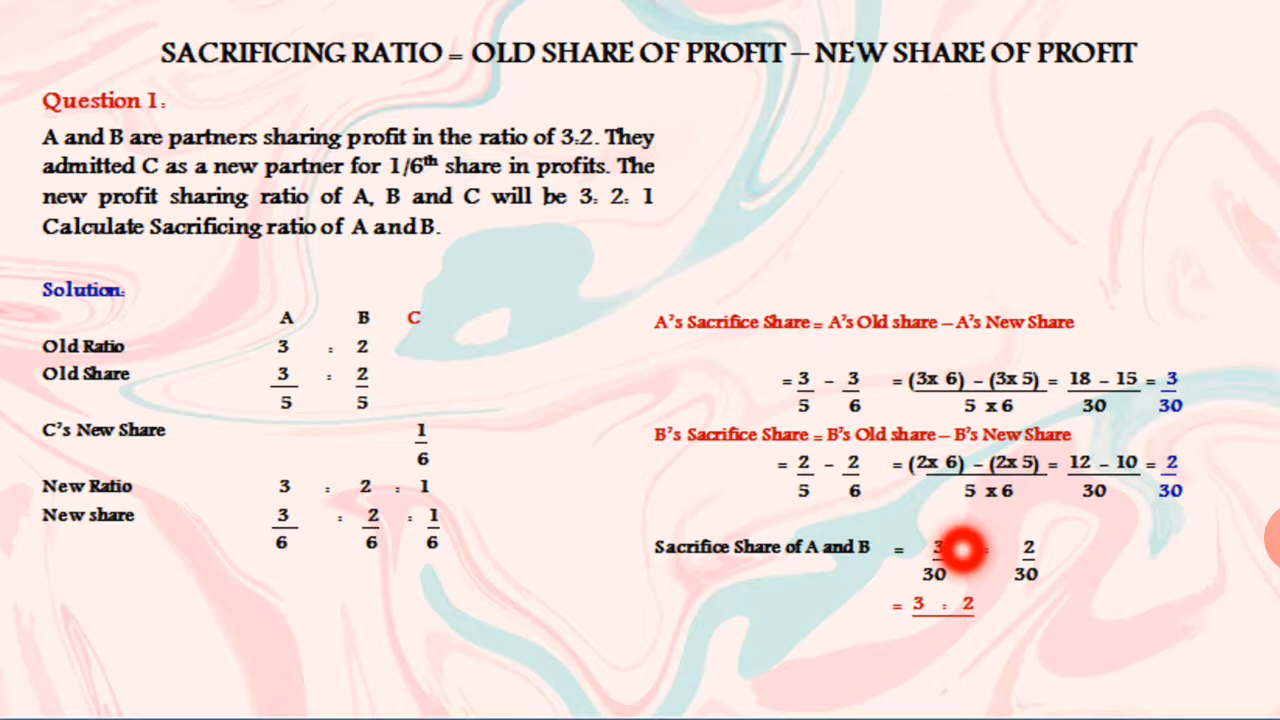 SACRIFICING RATIO = OLD SHARE OF PROFIT – NEW SHARE OF PROFIT
Question 1:
A and B are partners sharing profit in the ratio of 3:2. They
admitted C as a new partner for 1/6th share in profits. The
new profit sharing ratio of A, B and C will be 3: 2: 1
Calculate Sacrificing ratio of A and B.
Solution:
A B C
Old Ratio 3 : 2
Old Share 3 : 2
5 5
C's New Share 1
6
New Ratio 3 : 2 : 1
New share 3 : 2 : 1
6 6 6
A's Sacrifice Share = A's Old share – A's New Share
= 3 – 3 = (3x 6) – (3x 5) = 18 – 15 = 3
5 6 5 x 6 30 30
B's Sacrifice Share = B's Old share – B's New Share
= 2 – 2 = (2x 6) – (2x 5) = 12 – 10 = 2
5 6 5 x 6 30 30
Sacrifice Share of A and B = 3 : 2
30 30
= 3 : 2